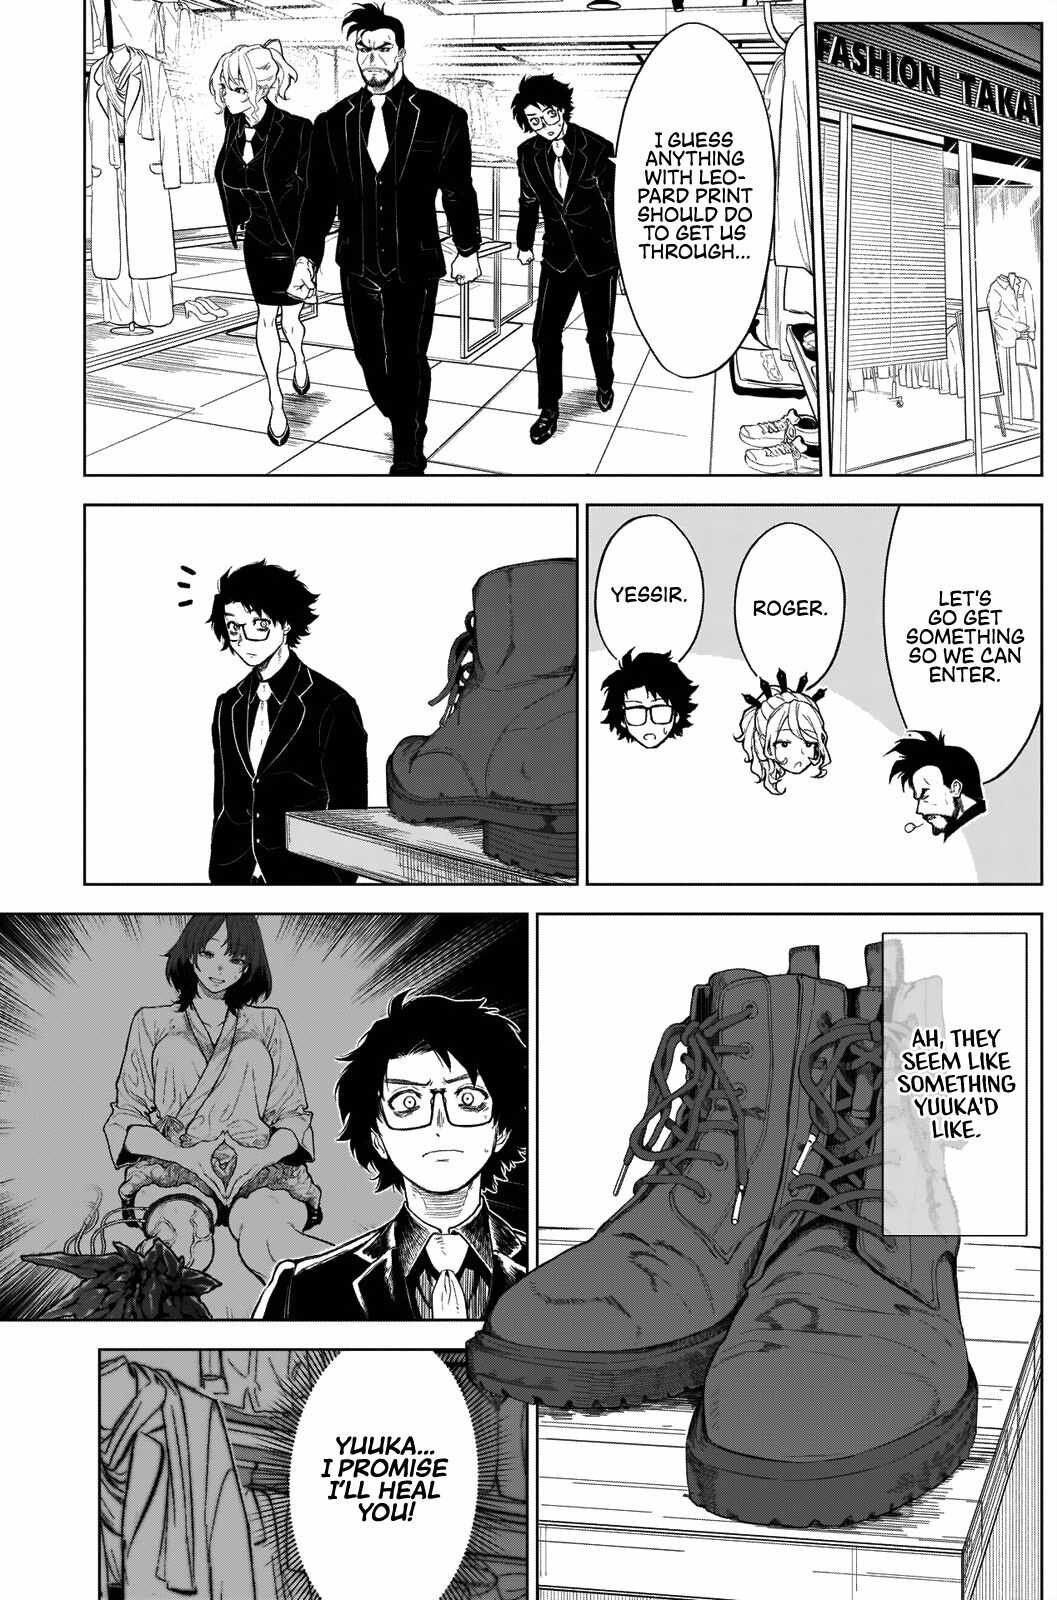 FASHION TAKA
I GUESS
ANYTHING
WITH LEO-
PARD PRINT
SHOULD DO
TO GET US
THROUGH...
LET'S
GO GET
SOMETHING
SO WE CAN
ENTER.
ROGER.
YESSIR.
AH, THEY
SEEM LIKE
SOMETHING
YUUKA'D
LIKE.
YUUKA...
I PROMISE
I'LL HEAL
YOU!